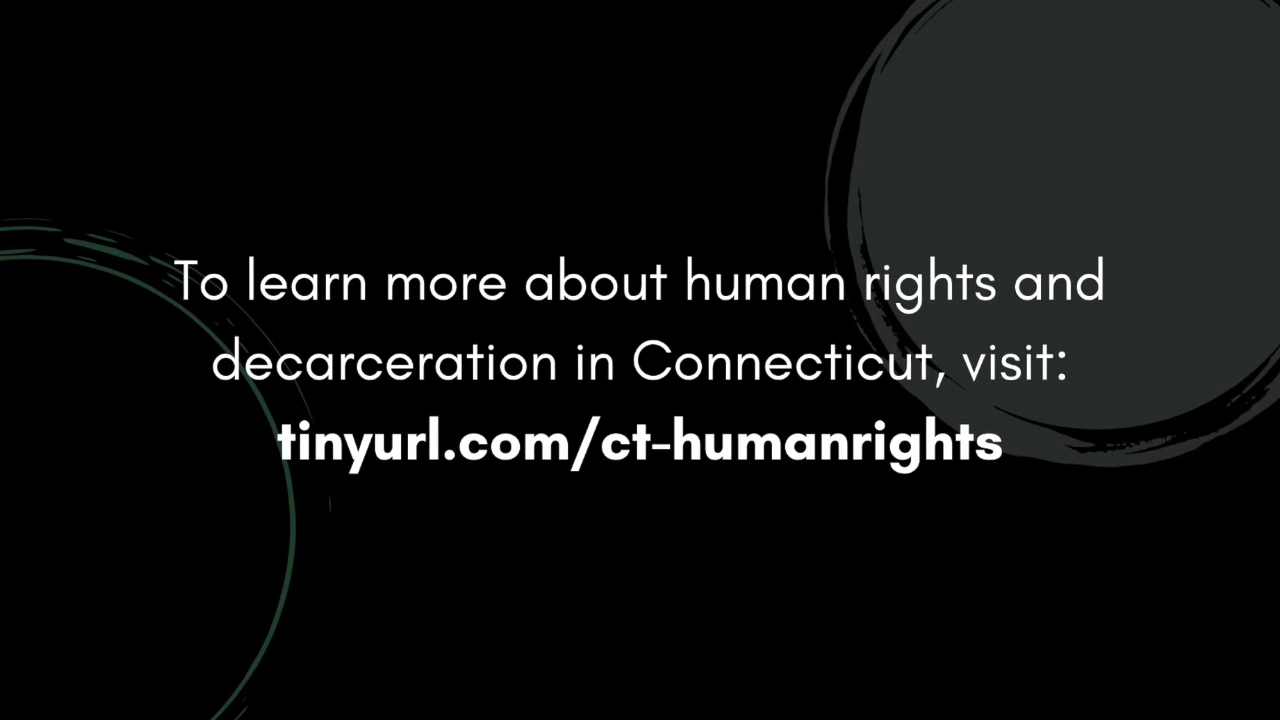 To learn more about human rights and
decarceration in Connecticut, visit:
tinyurl.com/ct-humanrights